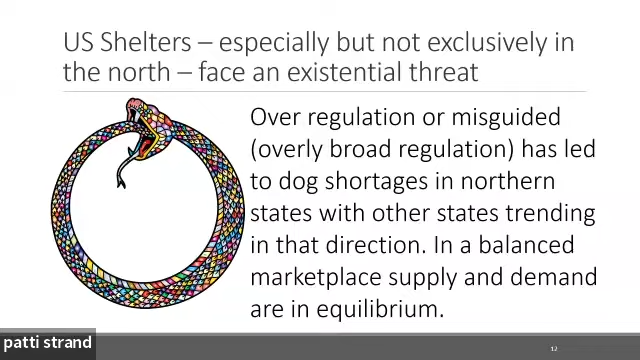 US Shelters – especially but not exclusively in
the north – face an existential threat
Over regulation or misguided
(overly broad regulation) has led
to dog shortages in northern
states with other states trending
in that direction. In a balanced
marketplace supply and demand
are in equilibrium.
patti strand
12